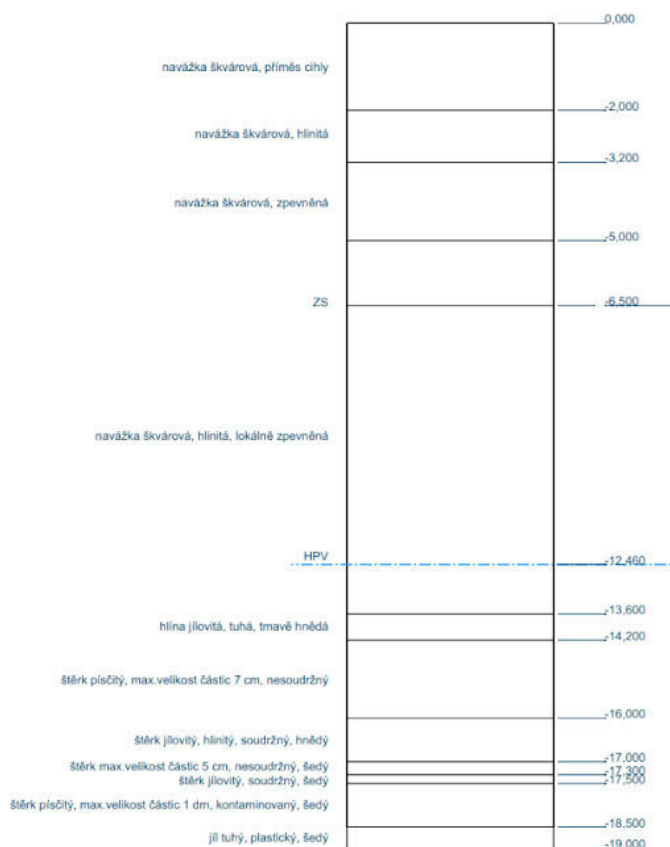 0,000
navážka škvárová, příměs cihly
-2,000
navážka škvárová, hlinitá
-3,200
navážka škvárová, zpevněná
-5,000
ZS
-6,500
navážka škvárová, hlinitá, lokálně zpevněná
HPV
-12,460
-13,600
hlína jílovitá, tuhá, tmavě hnědá
-14,200
štěrk písčitý, max.velikost částic 7 cm, nesoudržný
-16,000
štěrk jílovitý, hlinitý, soudržný, hnědý
-17,000
štěrk max.velikost částic 5 cm, nesoudržný, šedý
-17,300
štěrk jílovitý, soudržný, šedý
-17,500
štěrk písčitý, max.velikost částic 1 dm, kontaminovaný, šedý
-18,500
jíl tuhý, plastický, šedý
-19,000